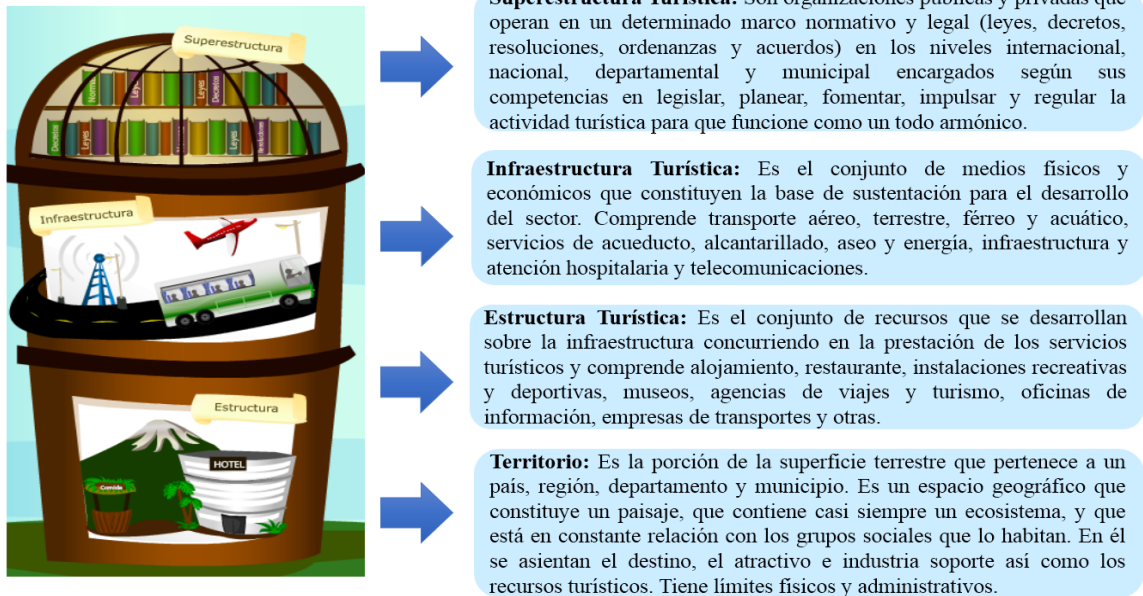 Superestructura
Normas
Leyes
Leyes
Decretos
Decretos
Leyes
Resoluciones
Infraestructura
Estructura
HOTEL
Comida
Superestructura Turística: Son organizaciones públicas y privadas que
operan en un determinado marco normativo y legal (leyes, decretos,
resoluciones, ordenanzas y acuerdos) en los niveles internacional,
nacional, departamental y municipal encargados según sus
competencias en legislar, planear, fomentar, impulsar y regular la
actividad turística para que funcione como un todo armónico.
Infraestructura Turística: Es el conjunto de medios físicos y
económicos que constituyen la base de sustentación para el desarrollo
del sector. Comprende transporte aéreo, terrestre, férreo y acuático,
servicios de acueducto, alcantarillado, aseo y energía, infraestructura y
atención hospitalaria y telecomunicaciones.
Estructura Turística: Es el conjunto de recursos que se desarrollan
sobre la infraestructura concurriendo en la prestación de los servicios
turísticos y comprende alojamiento, restaurante, instalaciones recreativas
y deportivas, museos, agencias de viajes y turismo, oficinas de
información, empresas de transportes y otras.
Territorio: Es la porción de la superficie terrestre que pertenece a un
país, región, departamento y municipio. Es un espacio geográfico que
constituye un paisaje, que contiene casi siempre un ecosistema, y que
está en constante relación con los grupos sociales que lo habitan. En él
se asientan el destino, el atractivo e industria soporte así como los
recursos turísticos. Tiene límites físicos y administrativos.